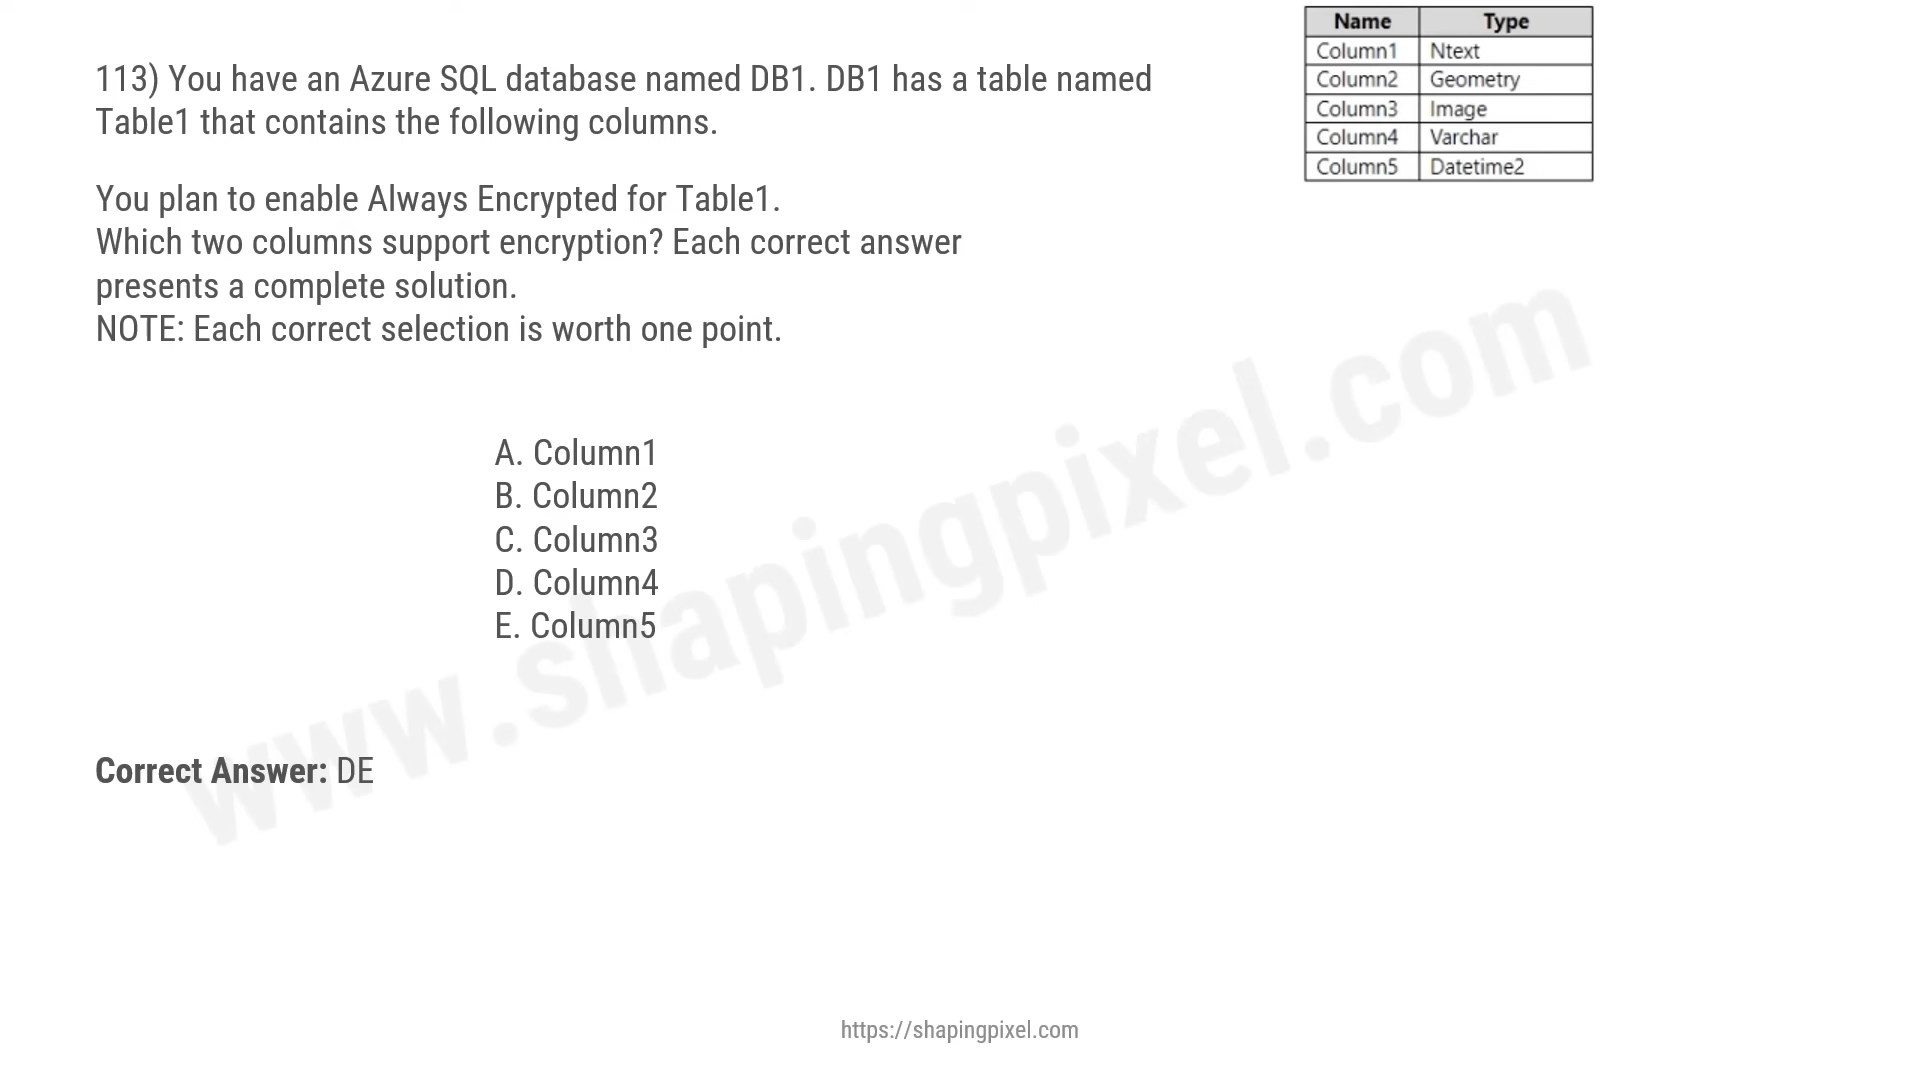 113) You have an Azure SQL database named DB1. DB1 has a table named
Table1 that contains the following columns.
Name Type
Column1 Ntext
Column2 Geometry
Column3 Image
Column4 Varchar
Column5 Datetime2
You plan to enable Always Encrypted for Table1.
Which two columns support encryption? Each correct answer
presents a complete solution.
NOTE: Each correct selection is worth one point.
A. Column1
B. Column2
C. Column3
D. Column4
E. Column5
www.shapingpixel.com
Correct Answer: DE
https://shapingpixel.com